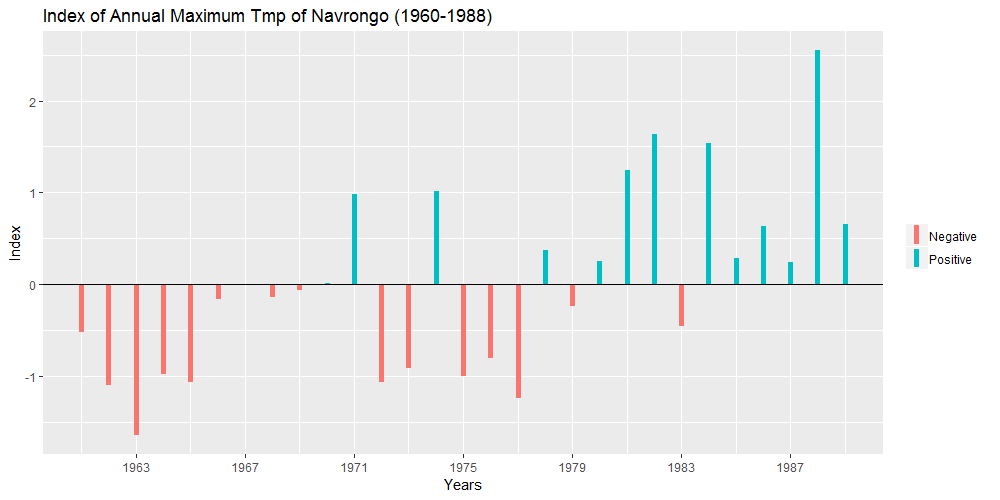 Index of Annual Maximum Tmp of Navrongo (1960-1988)
Index
2
1
0
-1
1963 1967 1971 1975 1979 1983 1987
Years
Negative
Positive